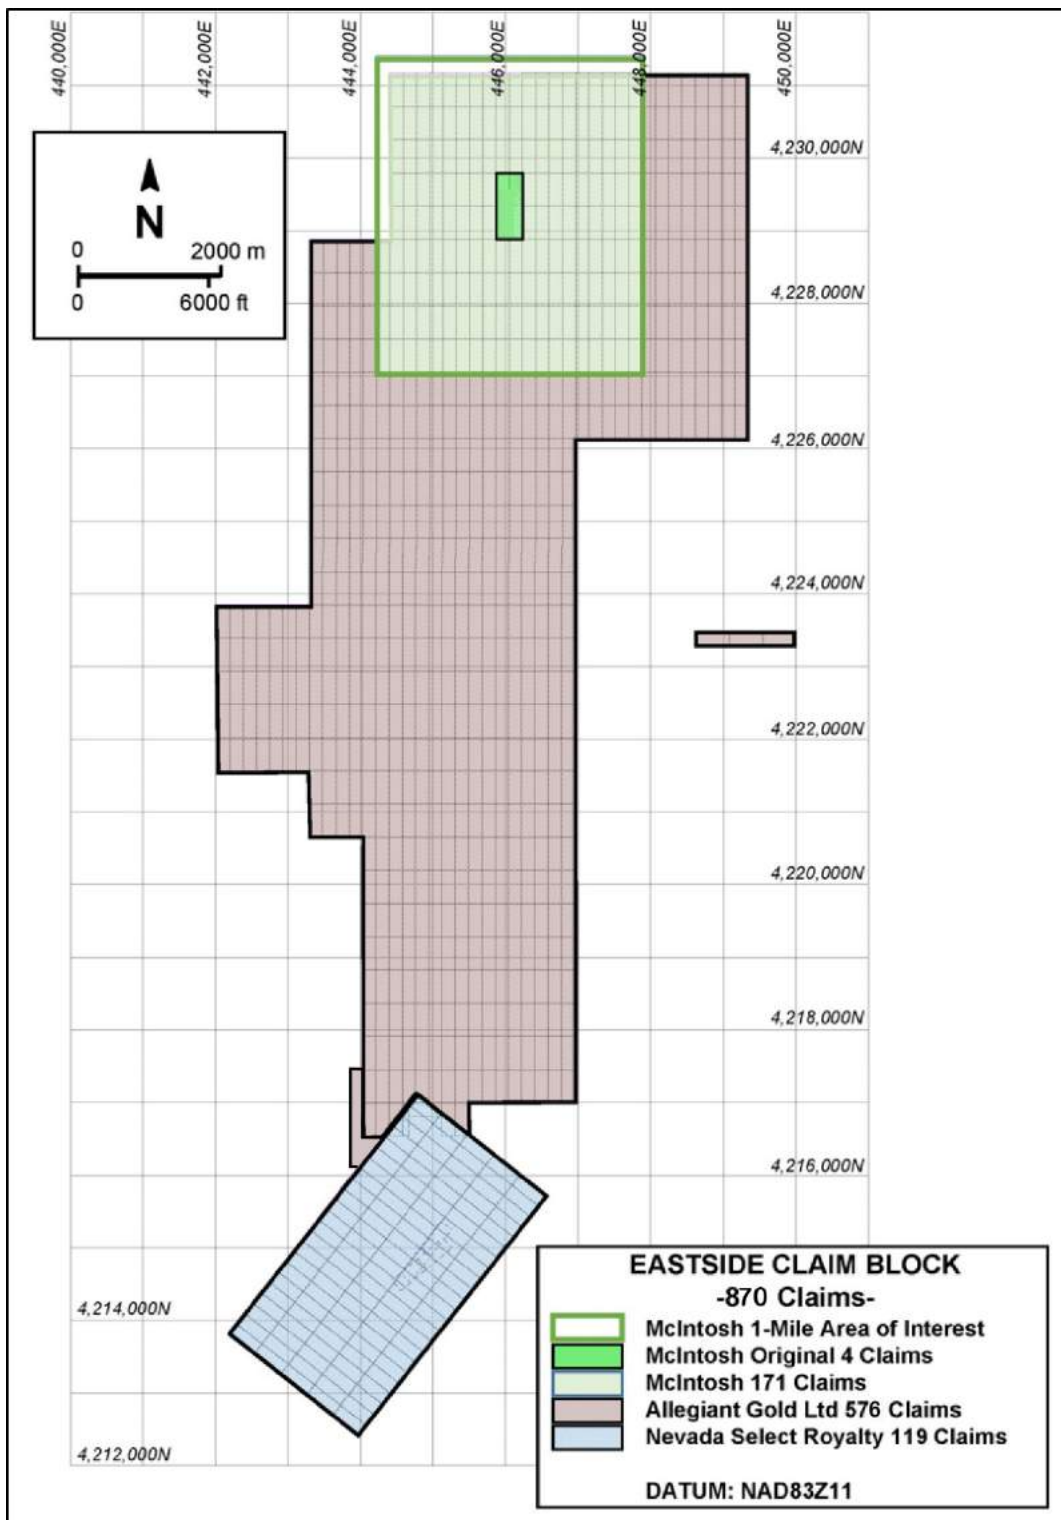 440,000E
442,000E
444,000E
446,000E
448,000E
450,000E
4,230,000N
N
0 2000 m
0 6000 ft
4,228,000N
4,226,000N
4,224,000N
4,222,000N
4,220,000N
4,218,000N
4,216,000N
4,214,000N
4,212,000N
EASTSIDE CLAIM BLOCK
-870 Claims-
McIntosh 1-Mile Area of Interest
McIntosh Original 4 Claims
McIntosh 171 Claims
Allegiant Gold Ltd 576 Claims
Nevada Select Royalty 119 Claims
DATUM: NAD83Z11